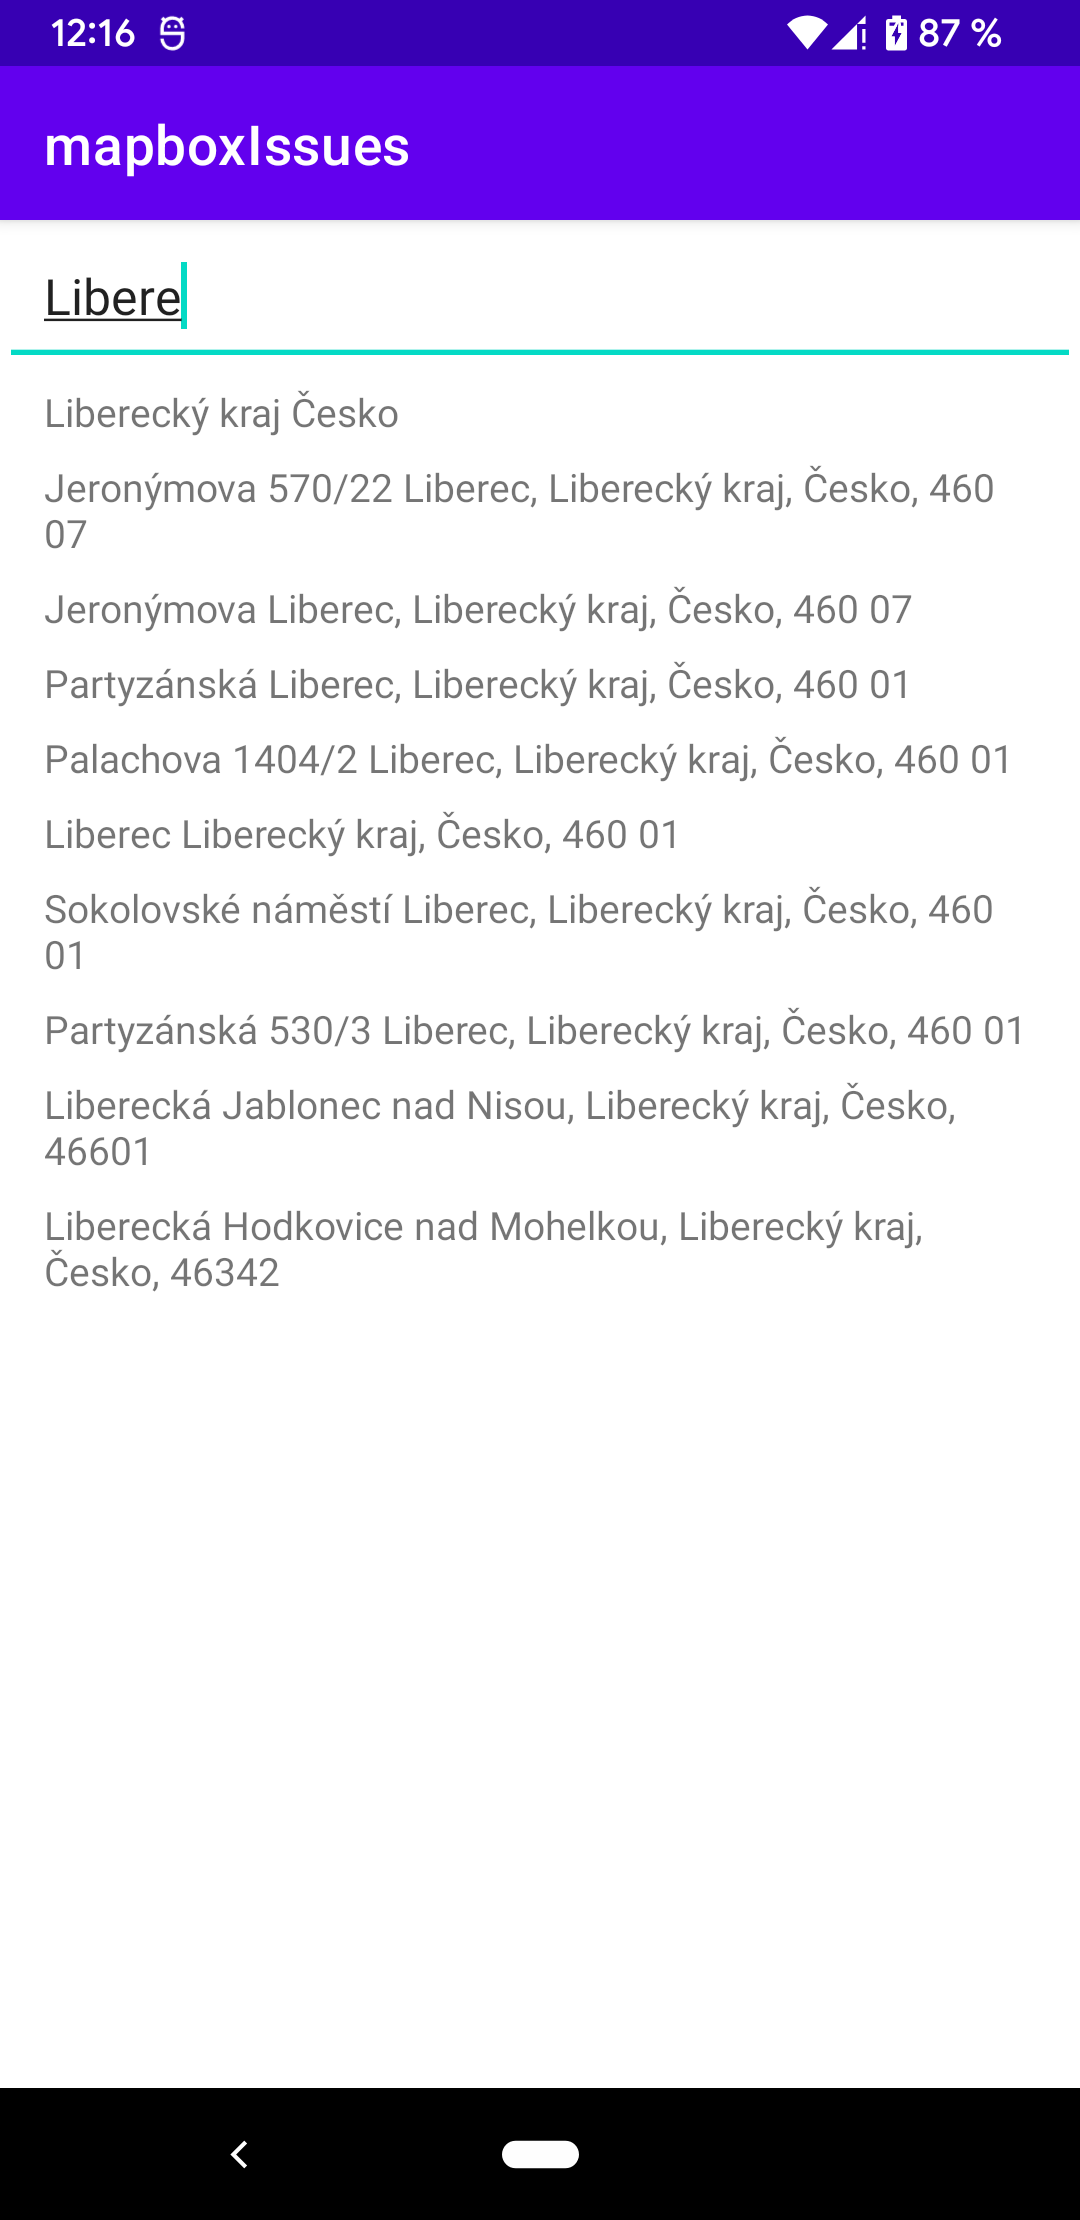 12:16 87 %
mapboxIssues
Libere
Liberecký kraj Česko
Jeronýmova 570/22 Liberec, Liberecký kraj, Česko, 460
07
Jeronýmova Liberec, Liberecký kraj, Česko, 460 07
Partyzánská Liberec, Liberecký kraj, Česko, 460 01
Palachova 1404/2 Liberec, Liberecký kraj, Česko, 460 01
Liberec Liberecký kraj, Česko, 460 01
Sokolovské náměstí Liberec, Liberecký kraj, Česko, 460
01
Partyzánská 530/3 Liberec, Liberecký kraj, Česko, 460 01
Liberecká Jablonec nad Nisou, Liberecký kraj, Česko,
46601
Liberecká Hodkovice nad Mohelkou, Liberecký kraj,
Česko, 46342